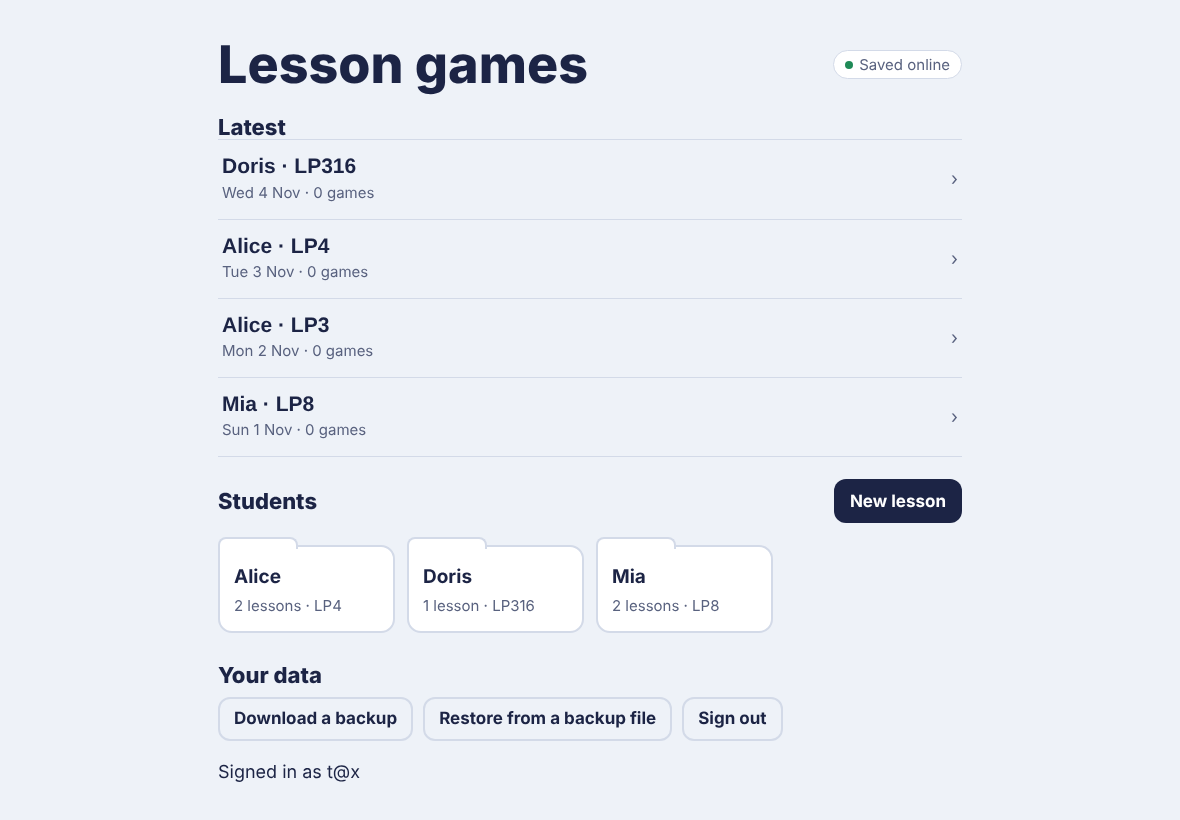 Lesson games
Saved online
Latest
Doris · LP316
Wed 4 Nov · 0 games
Alice · LP4
Tue 3 Nov · 0 games
Alice · LP3
Mon 2 Nov · 0 games
Mia · LP8
Sun 1 Nov · 0 games
Students
New lesson
Alice
2 lessons · LP4
Doris
1 lesson · LP316
Mia
2 lessons · LP8
Your data
Download a backup
Restore from a backup file
Sign out
Signed in as t@x